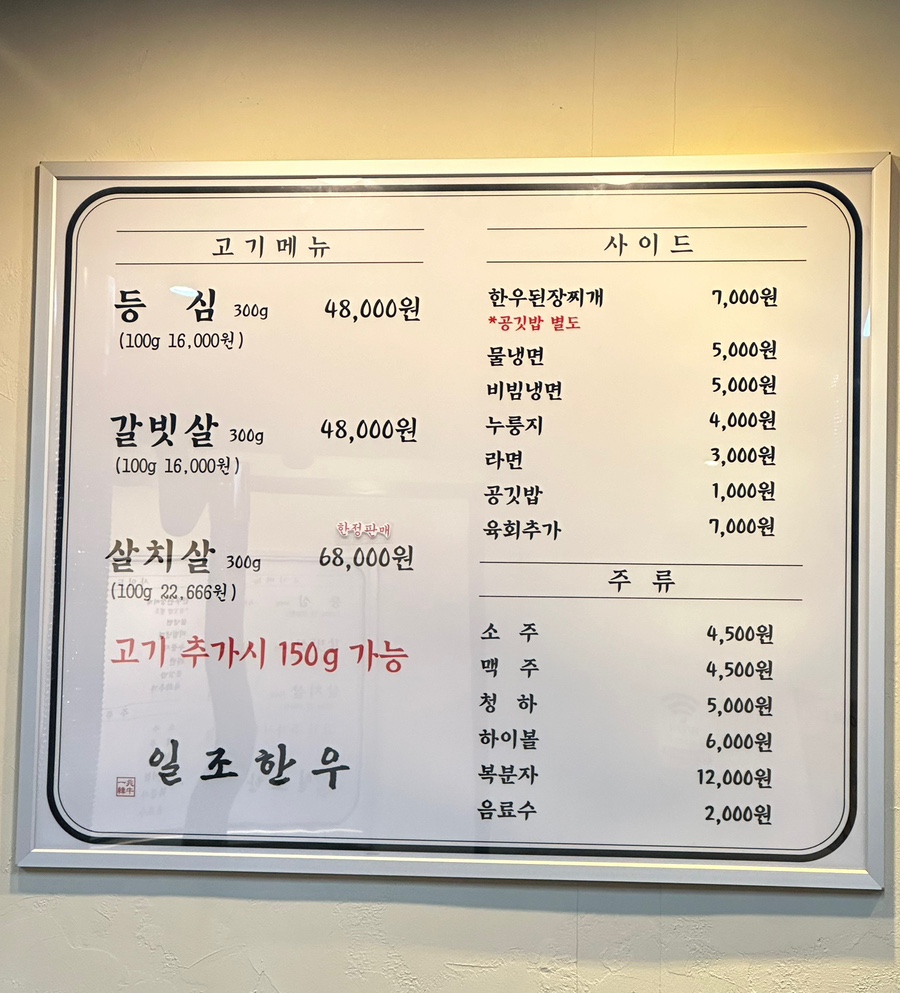 고기메뉴
등 심 300g 48,000원
(100g 16,000원)
갈빗살 300g 48,000원
(100g 16,000원)
한정판매
살치살 300g 68,000원
(100g 22,666원)
고기 추가시 150g 가능
일조한우
사이드
한우된장찌개 7,000원
*공깃밥 별도
물냉면 5,000원
비빔냉면 5,000원
누룽지 4,000원
라면 3,000원
공깃밥 1,000원
육회추가 7,000원
주 류
소 주 4,500원
맥 주 4,500원
청 하 5,000원
하이볼 6,000원
복분자 12,000원
음료수 2,000원